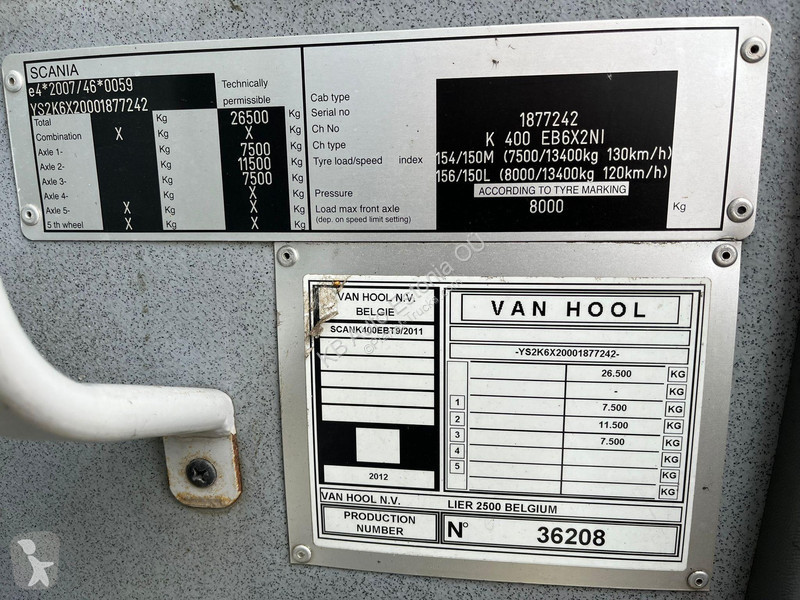 SCANIA
e4*2007/46*0059
YS2K6X20001877242
Technically
permissible
Total Kg 26500 Kg
Combination X Kg X Kg
Axle 1- Kg 7500 Kg
Axle 2- Kg 11500 Kg
Axle 3- Kg 7500 Kg
Axle 4- Kg X Kg
Axle 5- X Kg X Kg
5 th wheel X Kg X Kg
Cab type
Serial no 1877242
Ch No
Ch type K 400 EB6X2NI
Tyre load/speed index 154/150M (7500/13400kg 130km/h)
156/150L (8000/13400kg 120km/h)
Pressure ACCORDING TO TYRE MARKING
Load max front axle 8000 Kg
(dep. on speed limit setting)
VAN HOOL N.V.
BELGIE
SCANK400EBT9/2011
2012
VAN HOOL
-YS2K6X20001877242-
26.500 KG
- KG
1 7.500 KG
2 11.500 KG
3 7.500 KG
4 KG
5 KG
KG
VAN HOOL N.V. LIER 2500 BELGIUM
PRODUCTION
NUMBER
N° 36208